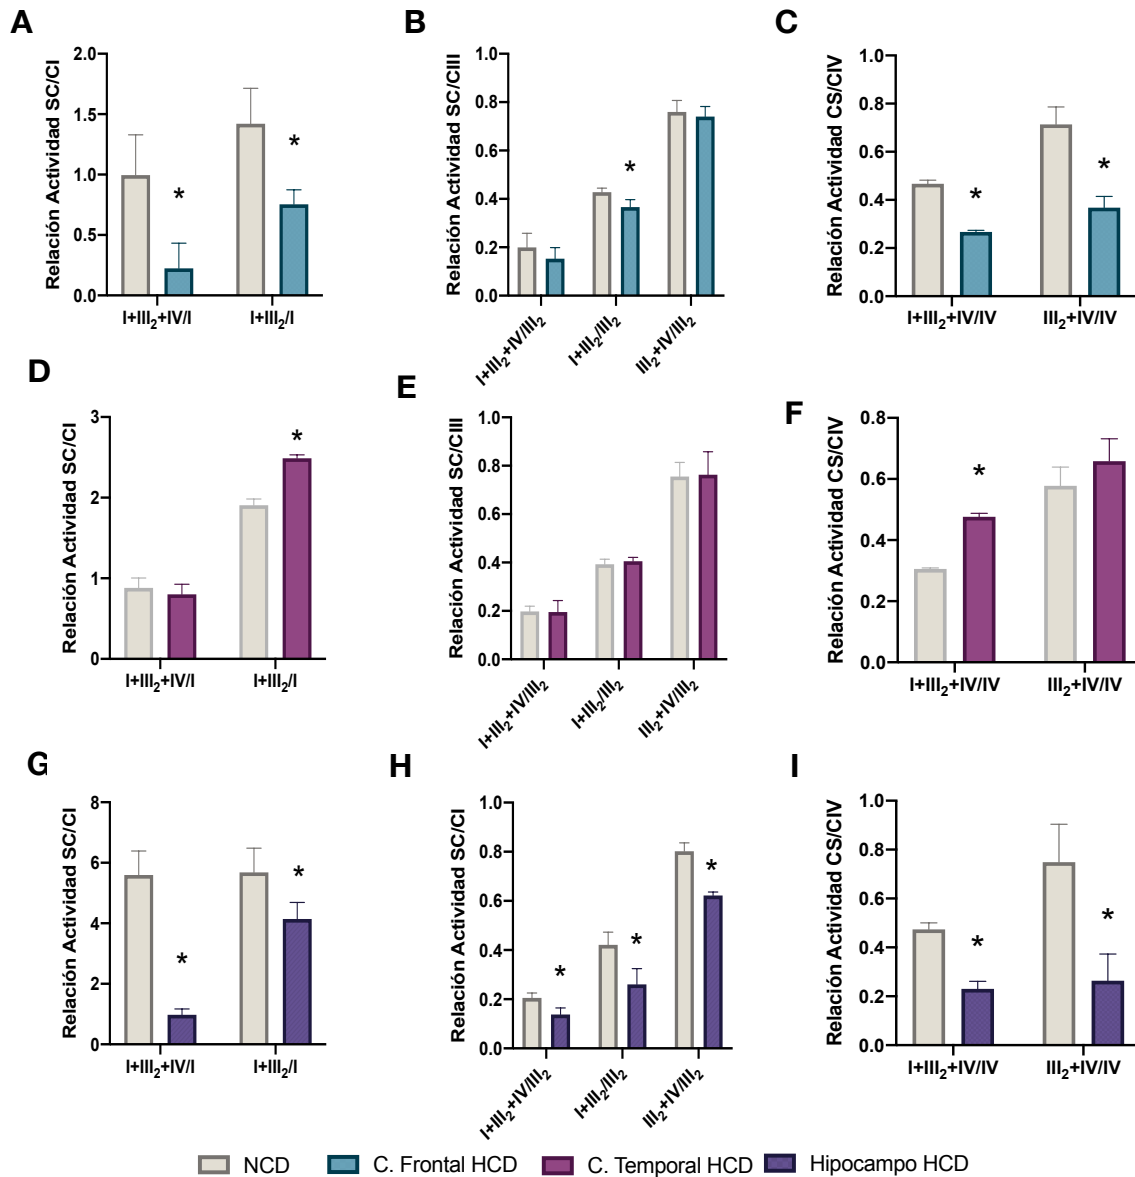 A
Relación Actividad SC/CI
2.0
1.5
1.0
0.5
0.0
*
*
I+III₂+IV/I
I+III₂/I
B
Relación Actividad SC/CIII
1.0
0.8
0.6
0.4
0.2
0.0
*
I+III₂+IV/III₂
I+III₂/III₂
III₂+IV/III₂
C
Relación Actividad CS/CIV
1.0
0.8
0.6
0.4
0.2
0.0
*
*
I+III₂+IV/IV
III₂+IV/IV
D
Relación Actividad SC/CI
3
2
1
0
*
I+III₂+IV/I
I+III₂/I
E
Relación Actividad SC/CIII
1.0
0.8
0.6
0.4
0.2
0.0
I+III₂+IV/III₂
I+III₂/III₂
III₂+IV/III₂
F
Relación Actividad CS/CIV
0.8
0.6
0.4
0.2
0.0
*
I+III₂+IV/IV
III₂+IV/IV
G
Relación Actividad SC/CI
8
6
4
2
0
*
*
I+III₂+IV/I
I+III₂/I
H
Relación Actividad SC/CI
1.0
0.8
0.6
0.4
0.2
0.0
*
*
*
I+III₂+IV/III₂
I+III₂/III₂
III₂+IV/III₂
I
Relación Actividad CS/CIV
1.0
0.8
0.6
0.4
0.2
0.0
*
*
I+III₂+IV/IV
III₂+IV/IV
NCD
C. Frontal HCD
C. Temporal HCD
Hipocampo HCD